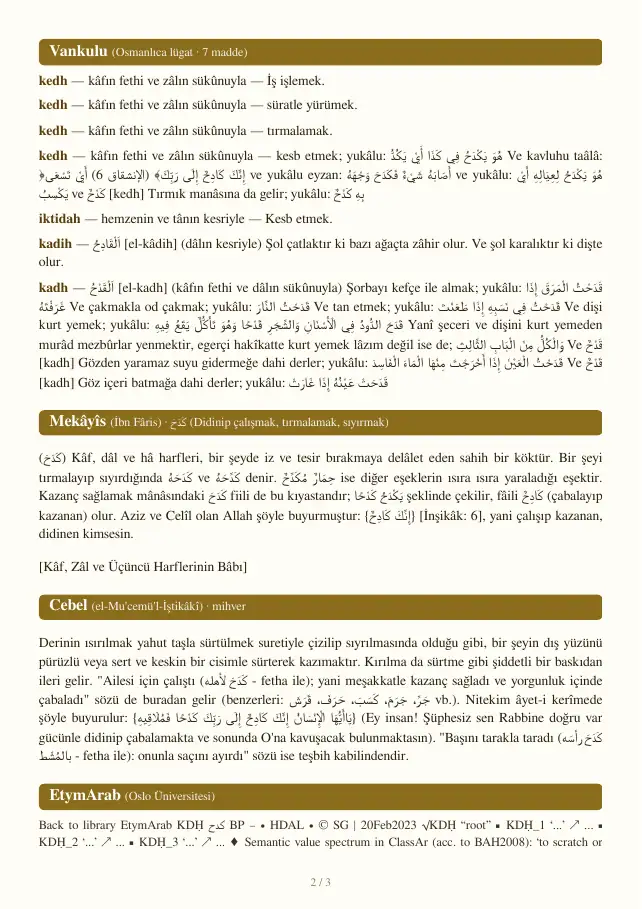 Vankulu (Osmanlıca lügat · 7 madde)
kedh — kâfın fethi ve zâlın sükûnuyla — İş işlemek.
kedh — kâfın fethi ve zâlın sükûnuyla — süratle yürümek.
kedh — kâfın fethi ve zâlın sükûnuyla — tırmalamak.
kedh — kâfın fethi ve zâlın sükûnuyla — kesb etmek; yukâlu: هُوَ يَكْدَحُ فِي كَذَا أَيْ يَكُدُّ Ve kavluhu taâlâ:
﴿إِنَّكَ كَادِحٌ إِلَى رَبِّكَ﴾ (الإنشقاق 6) أَيْ تَسْعَى ve yukâlu eyzan: أَصَابَهُ شَيْءٌ فَكَدَحَ وَجْهَهُ ve yukâlu: هُوَ يَكْدَحُ لِعِيَالِهِ أَيْ
يَكْسِبُ ve كَدْحٌ [kedh] Tırmık manâsına da gelir; yukâlu: بِهِ كَدْحٌ
iktidah — hemzenin ve tânın kesriyle — Kesb etmek.
kadih — اَلْقَادِحُ [el-kâdih] (dâlın kesriyle) Şol çatlaktır ki bazı ağaçta zâhir olur. Ve şol karalıktır ki dişte
olur.
kadh — اَلْقَدْحُ [el-kadh] (kâfın fethi ve dâlın sükûnuyla) Şorbayı kefçe ile almak; yukâlu: قَدَحْتُ الْمَرَقَ إِذَا
غَرَفْتَهُ Ve çakmakla od çakmak; yukâlu: قَدَحْتُ النَّارَ Ve tan etmek; yukâlu: قَدَحْتُ فِي نَسَبِهِ إِذَا طَعَنْتَ Ve dişi
kurt yemek; yukâlu: قَدَحَ الدُّودُ فِي الْأَسْنَانِ وَالشَّجَرِ قَدْحًا وَهُوَ تَأَكُّلٌ يَقَعُ فِيهِ Yanî şeceri ve dişini kurt yemeden
murâd mezbûrlar yenmektir, egerçi hakîkatte kurt yemek lâzım değil ise de; وَالْكُلُّ مِنَ الْبَابِ الثَّالِثِ Ve قَدْحٌ
[kadh] Gözden yaramaz suyu gidermeğe dahi derler; yukâlu: قَدَحْتُ الْعَيْنَ إِذَا أَخْرَجْتَ مِنْهَا الْمَاءَ الْفَاسِدَ Ve قَدْحٌ
[kadh] Göz içeri batmağa dahi derler; yukâlu: قَدَحَتْ عَيْنُهُ إِذَا غَارَتْ
Mekâyîs (İbn Fâris) · كَدَحَ (Didinip çalışmak, tırmalamak, sıyırmak)
(كَدَحَ) Kâf, dâl ve hâ harfleri, bir şeyde iz ve tesir bırakmaya delâlet eden sahih bir köktür. Bir şeyi
tırmalayıp sıyırdığında كَدَحَهُ ve كَدَّحَهُ denir. حِمَارٌ مُكَدَّحٌ ise diğer eşeklerin ısıra ısıra yaraladığı eşektir.
Kazanç sağlamak mânâsındaki كَدَحَ fiili de bu kıyastandır; يَكْدَحُ كَدْحًا şeklinde çekilir, fâili كَادِحٌ (çabalayıp
kazanan) olur. Aziz ve Celîl olan Allah şöyle buyurmuştur: {إِنَّكَ كَادِحٌ} [İnşikâk: 6], yani çalışıp kazanan,
didinen kimsesin.
[Kâf, Zâl ve Üçüncü Harflerinin Bâbı]
Cebel (el-Mu'cemü'l-İştikâkî) · mihver
Derinin ısırılmak yahut taşla sürtülmek suretiyle çizilip sıyrılmasında olduğu gibi, bir şeyin dış yüzünü
pürüzlü veya sert ve keskin bir cisimle sürterek kazımaktır. Kırılma da sürtme gibi şiddetli bir baskıdan
ileri gelir. "Ailesi için çalıştı (كَدَحَ لأهله - fetha ile); yani meşakkatle kazanç sağladı ve yorgunluk içinde
çabaladı" sözü de buradan gelir (benzerleri: جَرَّ، جَرَمَ، كَسَبَ، حَرَفَ، قَرَشَ vb.). Nitekim âyet-i kerîmede
şöyle buyurulur: {يَاأَيُّهَا الْإِنْسَانُ إِنَّكَ كَادِحٌ إِلَى رَبِّكَ كَدْحًا فَمُلَاقِيهِ} (Ey insan! Şüphesiz sen Rabbine doğru var
gücünle didinip çabalamakta ve sonunda O'na kavuşacak bulunmaktasın). "Başını tarakla taradı (كَدَحَ رأسَه
بالمُشْط - fetha ile): onunla saçını ayırdı" sözü ise teşbih kabilindendir.
EtymArab (Oslo Üniversitesi)
Back to library EtymArab KDḤ كدح BP – • HDAL • © SG | 20Feb2023 √KDḤ “root” ▪ KDḤ_1 ‘...’ ↗ ... ▪
KDḤ_2 ‘...’ ↗ ... ▪ KDḤ_3 ‘...’ ↗ ... ♦ Semantic value spectrum in ClassAr (acc. to BAH2008): ‘to scratch or
2 / 3